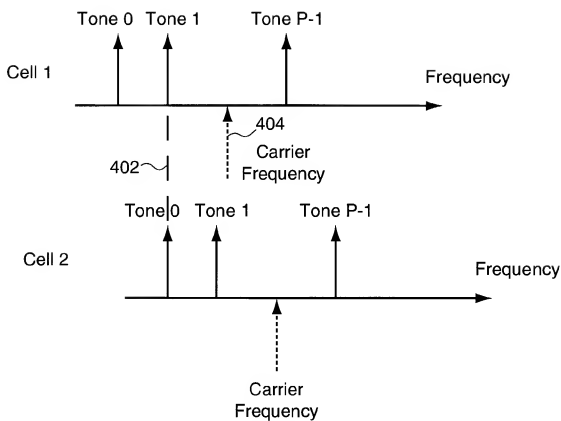 Tone 0 Tone 1 Tone P-1
Cell 1
Frequency
404
Carrier
Frequency
402
Tone 0 Tone 1 Tone P-1
Cell 2
Frequency
Carrier
Frequency